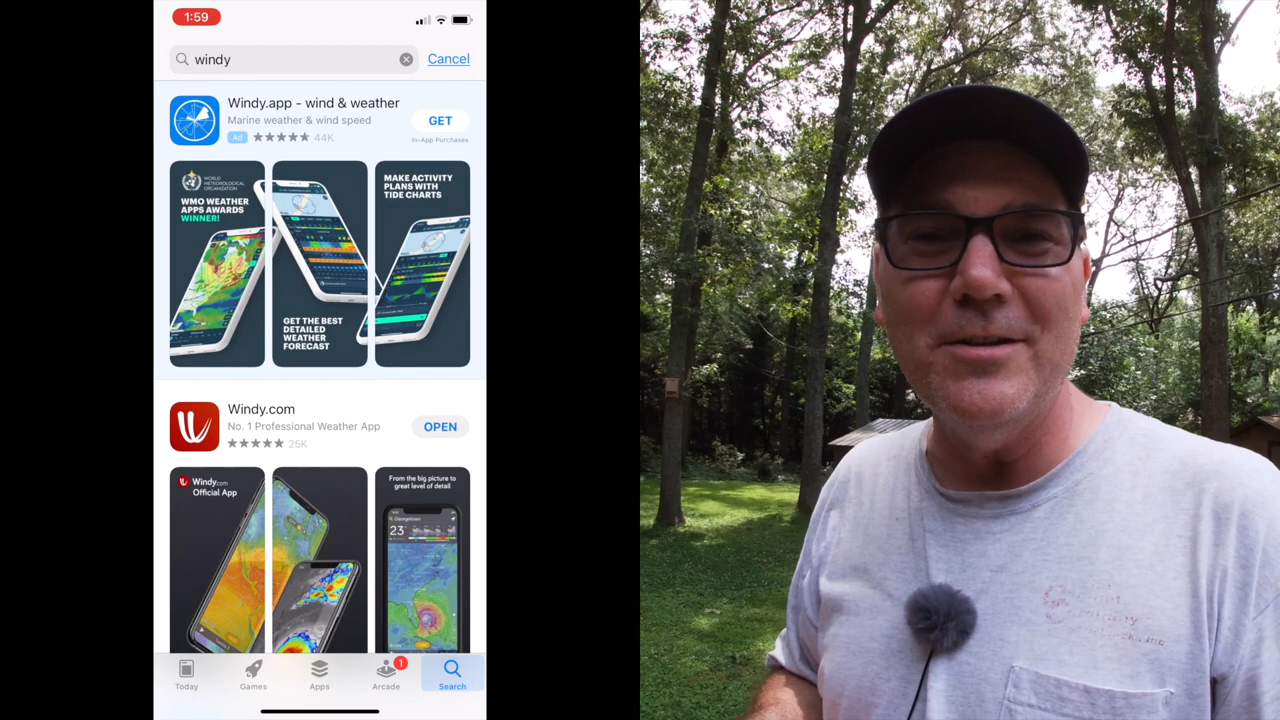 1:59
windy
Cancel
Windy.app - wind & weather
Marine weather & wind speed
Ad
44K
GET
In-App Purchases
WORLD
METEOROLOGICAL
ORGANIZATION
WMO WEATHER
APPS AWARDS
WINNER!
GET THE BEST
DETAILED
WEATHER
FORECAST
MAKE ACTIVITY
PLANS WITH
TIDE CHARTS
Windy.com
No. 1 Professional Weather App
25K
OPEN
Windy.com
Official App
From the big picture to
great level of detail
23°
Today
Games
Apps
Arcade
1
Search